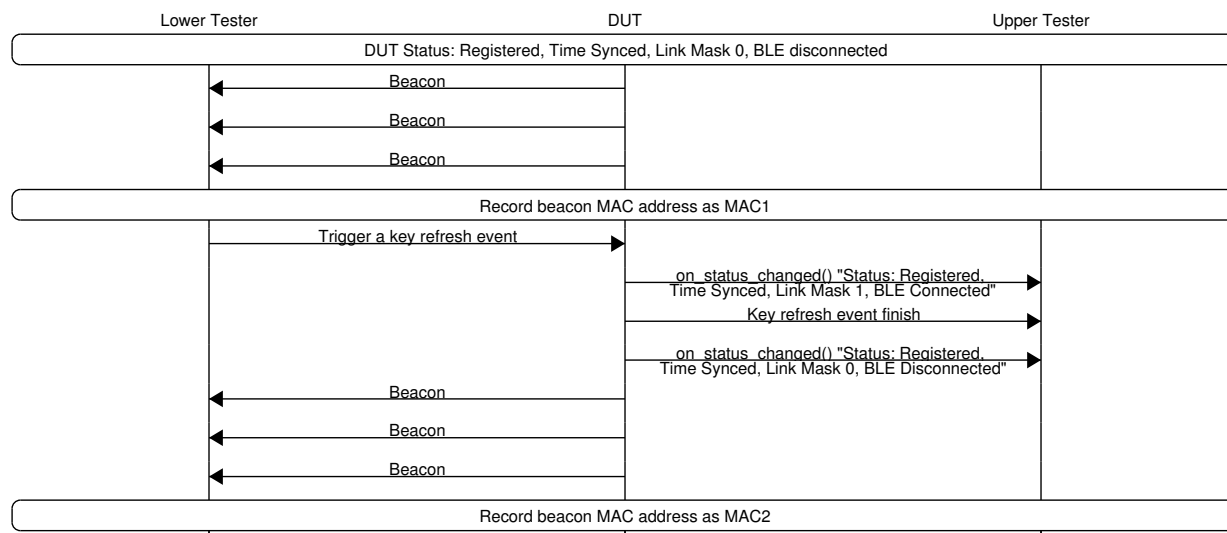 Lower Tester DUT Upper Tester
DUT Status: Registered, Time Synced, Link Mask 0, BLE disconnected
Beacon
Beacon
Beacon
Record beacon MAC address as MAC1
Trigger a key refresh event
on_status_changed() "Status: Registered,
Time Synced, Link Mask 1, BLE Connected"
Key refresh event finish
on_status_changed() "Status: Registered,
Time Synced, Link Mask 0, BLE Disconnected"
Beacon
Beacon
Beacon
Record beacon MAC address as MAC2